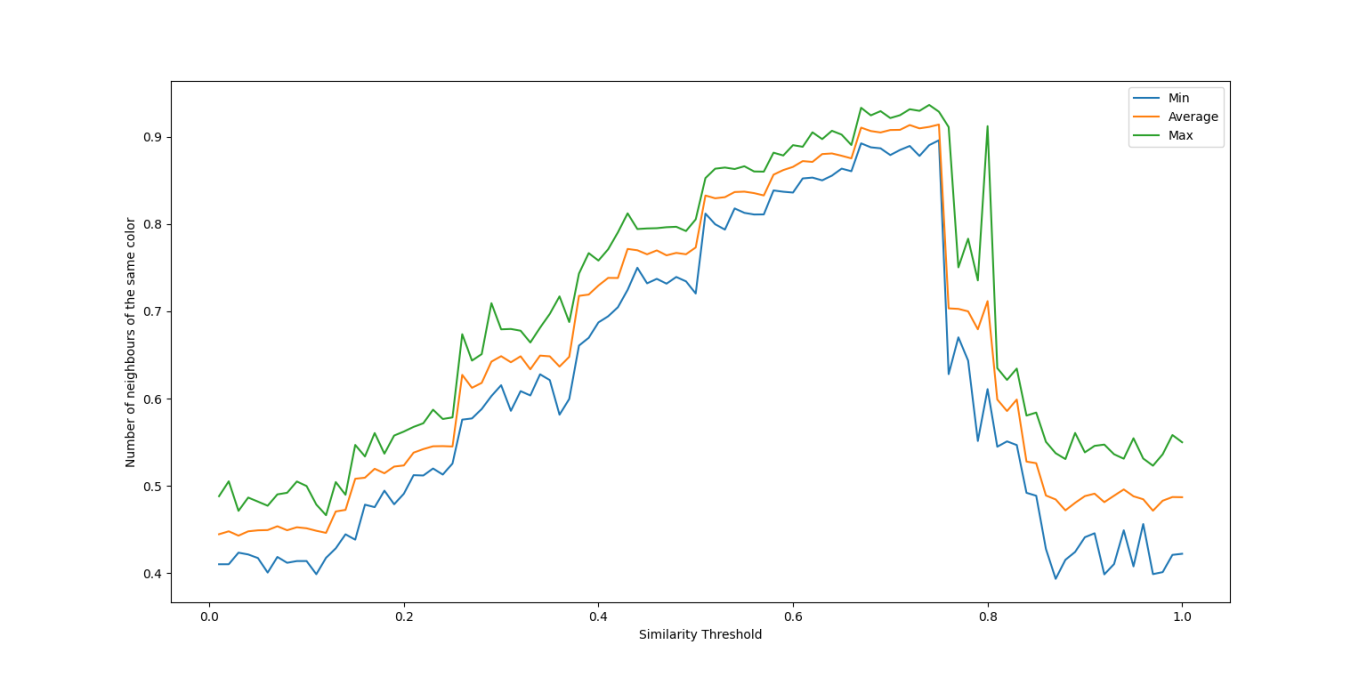 Min
Average
Max
Number of neighbours of the same color
0.9
0.8
0.7
0.6
0.5
0.4
0.0 0.2 0.4 0.6 0.8 1.0
Similarity Threshold